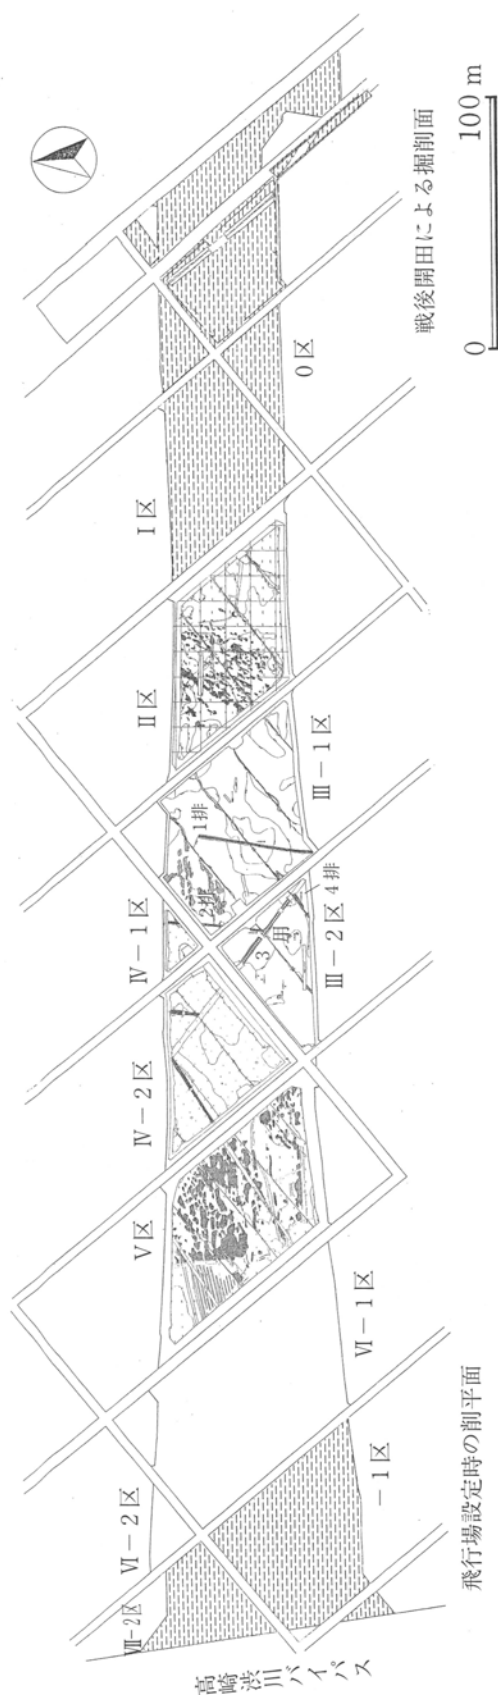 戦後開田による掘削面
0 100 m
0区
Ⅰ区
Ⅱ区
Ⅲ−1区
1排
2排
Ⅳ−1区
4排
3
用
Ⅲ−2区
Ⅳ−2区
Ⅴ区
Ⅵ−1区
Ⅵ−2区
−1区
Ⅶ−2区
飛行場設定時の削平面
高崎渋川バイパス